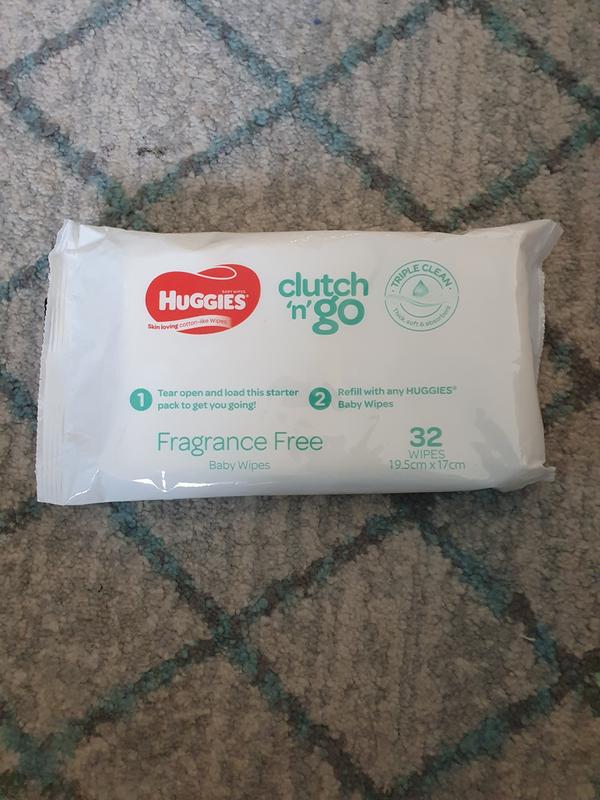 BABY WIPES
HUGGIES®
Skin loving cotton-like Wipes
clutch
'n' go
TRIPLE CLEAN
Thick, soft & absorbent
1 Tear open and load this starter
pack to get you going!
2 Refill with any HUGGIES®
Baby Wipes
Fragrance Free
Baby Wipes
32
WIPES
19.5cm x 17cm